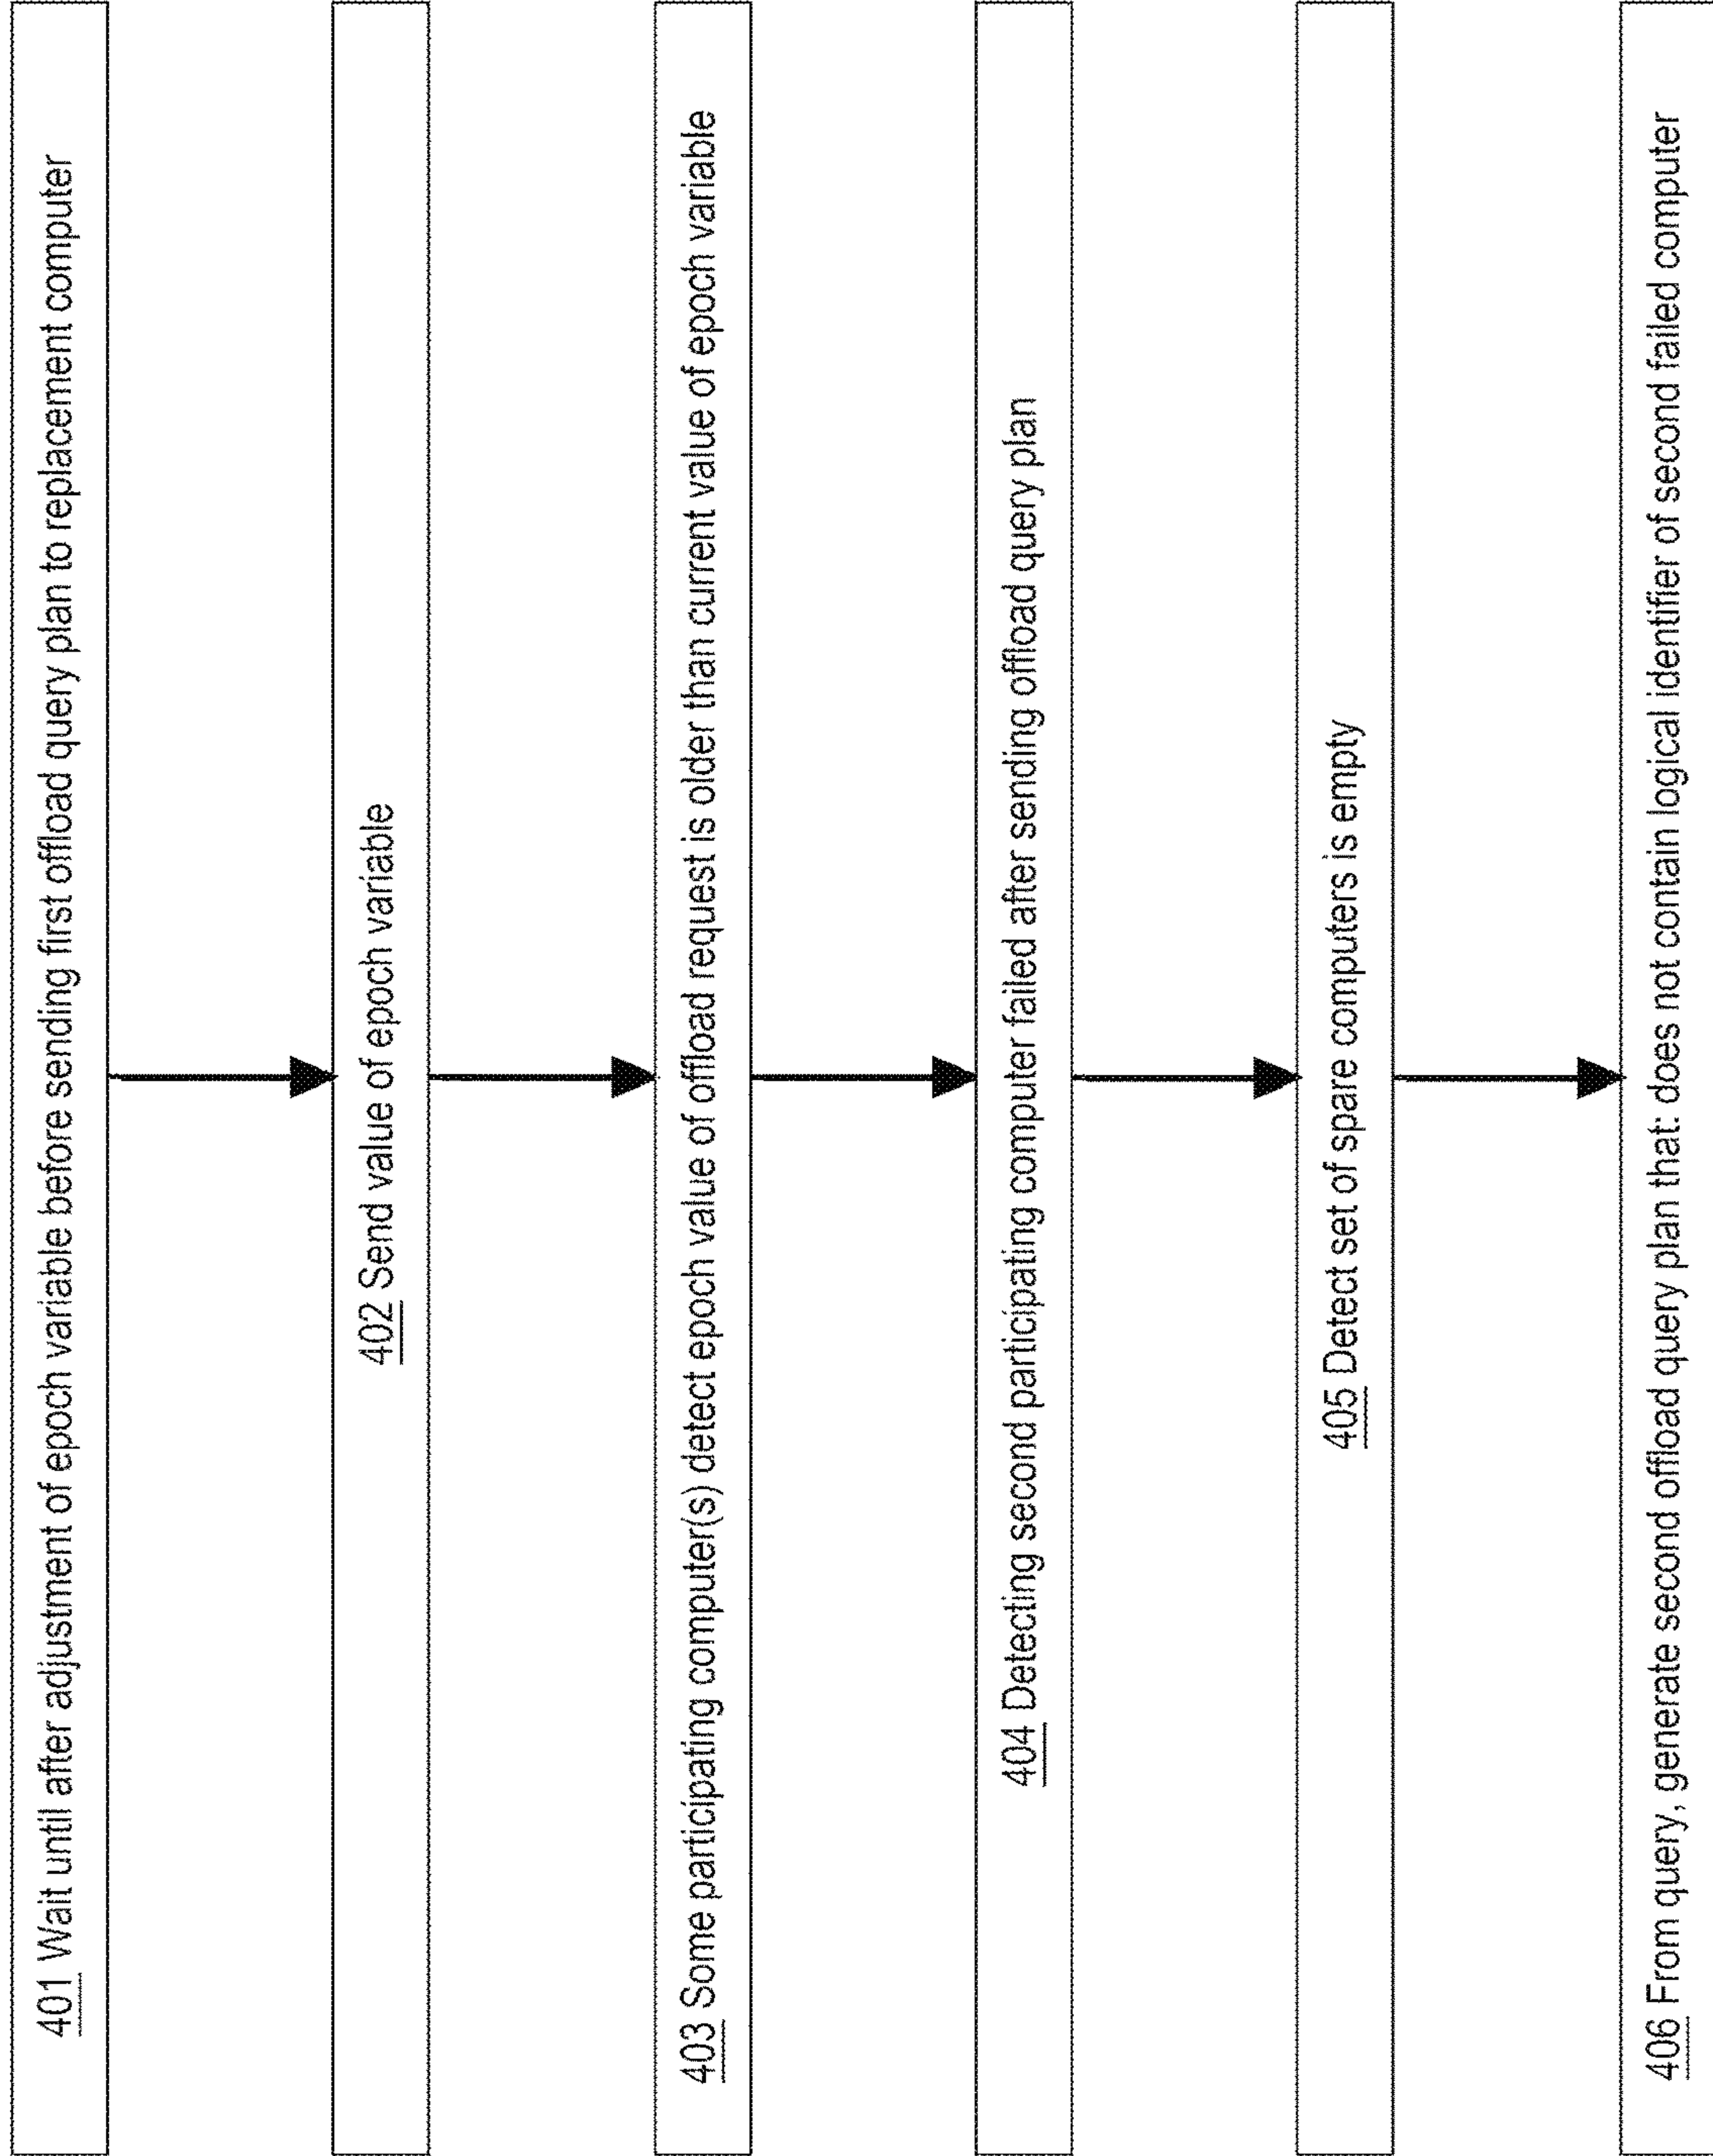 401 Wait until after adjustment of epoch variable before sending first offload query plan to replacement computer
402 Send value of epoch variable
403 Some participating computer(s) detect epoch value of offload request is older than current value of epoch variable
404 Detecting second participating computer failed after sending offload query plan
405 Detect set of spare computers is empty
406 From query, generate second offload query plan that: does not contain logical identifier of second failed computer